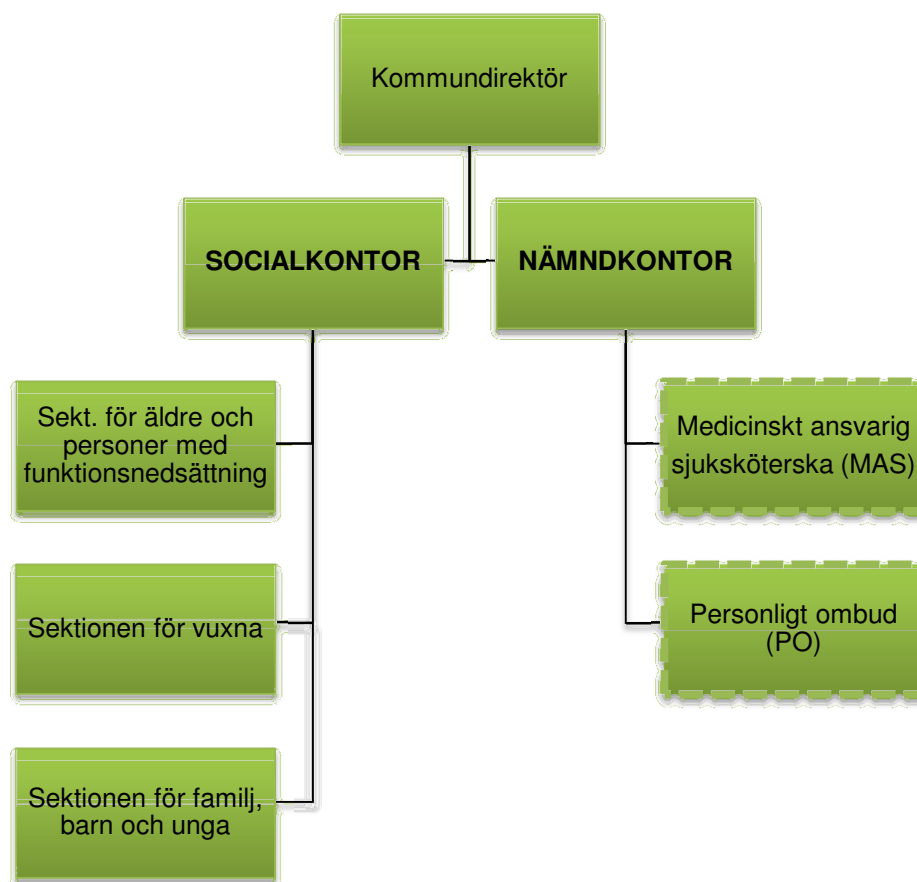 Kommundirektör
SOCIALKONTOR
NÄMNDKONTOR
Sekt. för äldre och
personer med
funktionsnedsättning
Medicinskt ansvarig
sjuksköterska (MAS)
Sektionen för vuxna
Personligt ombud
(PO)
Sektionen för familj,
barn och unga